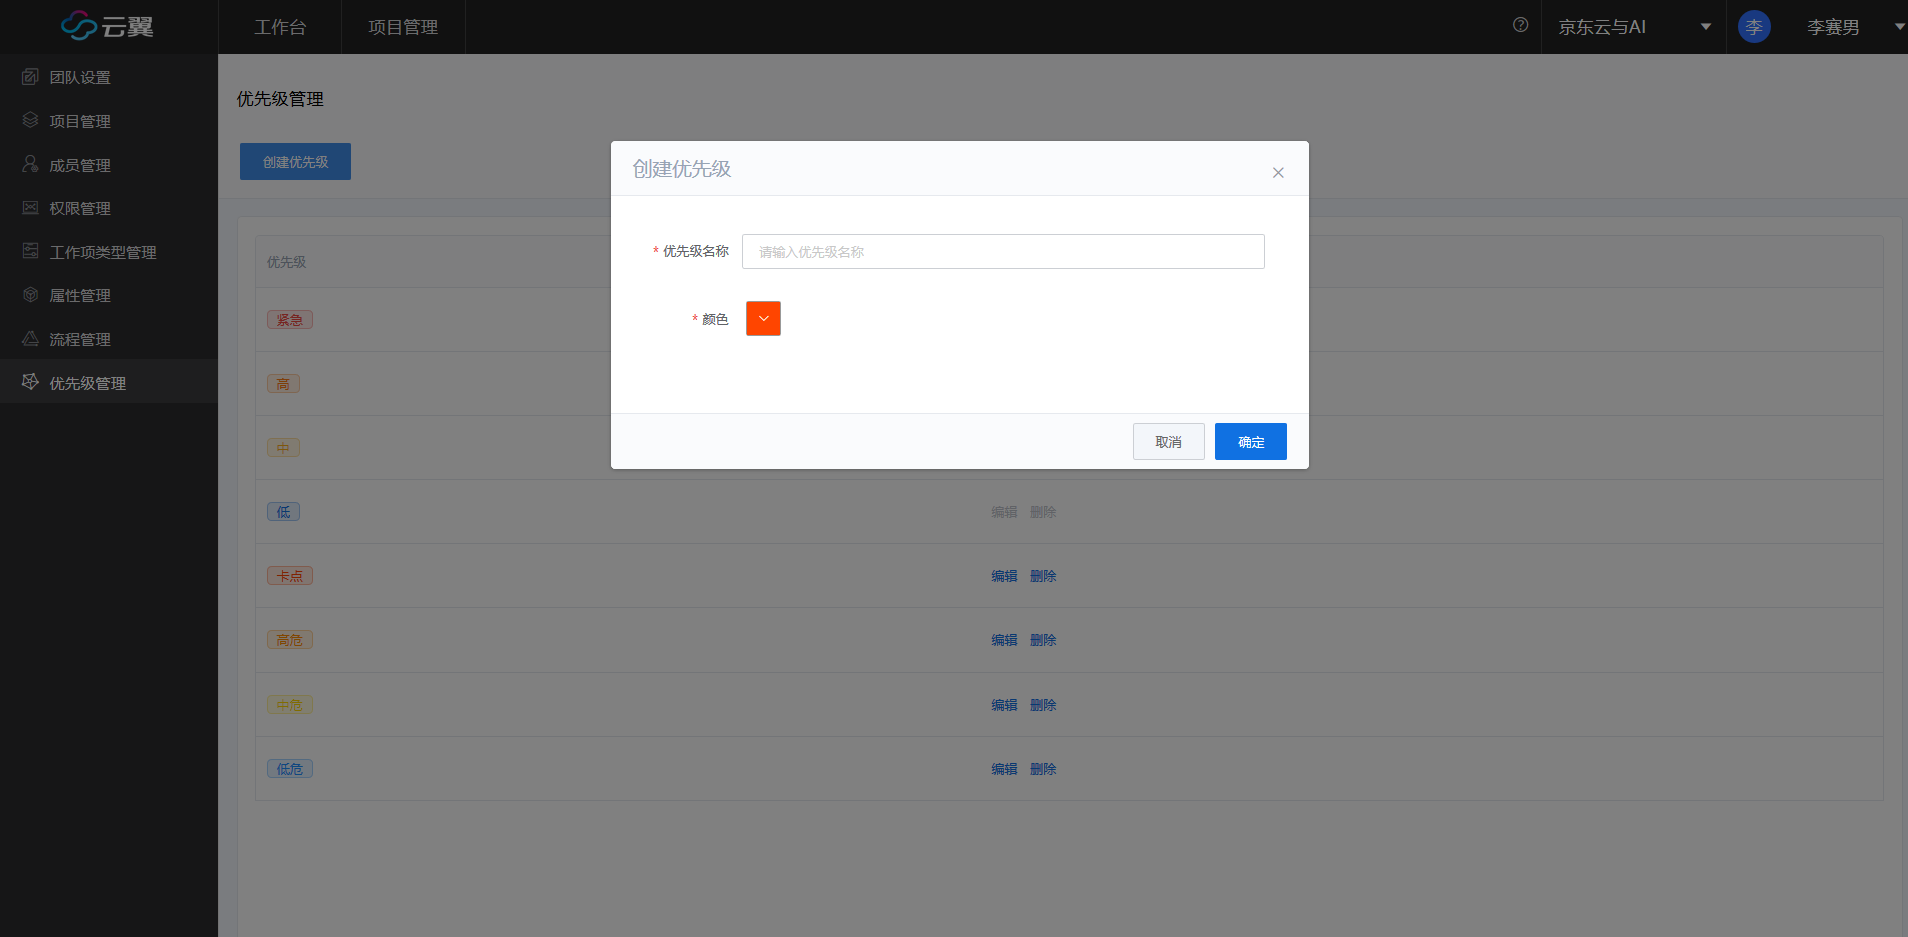 云翼
工作台
项目管理
京东云与AI
李
李赛男
团队设置
项目管理
成员管理
权限管理
工作项类型管理
属性管理
流程管理
优先级管理
优先级管理
创建优先级
创建优先级
* 优先级名称
请输入优先级名称
* 颜色
取消
确定
优先级
紧急
高
中
低
编辑 删除
卡点
编辑 删除
高危
编辑 删除
中危
编辑 删除
低危
编辑 删除